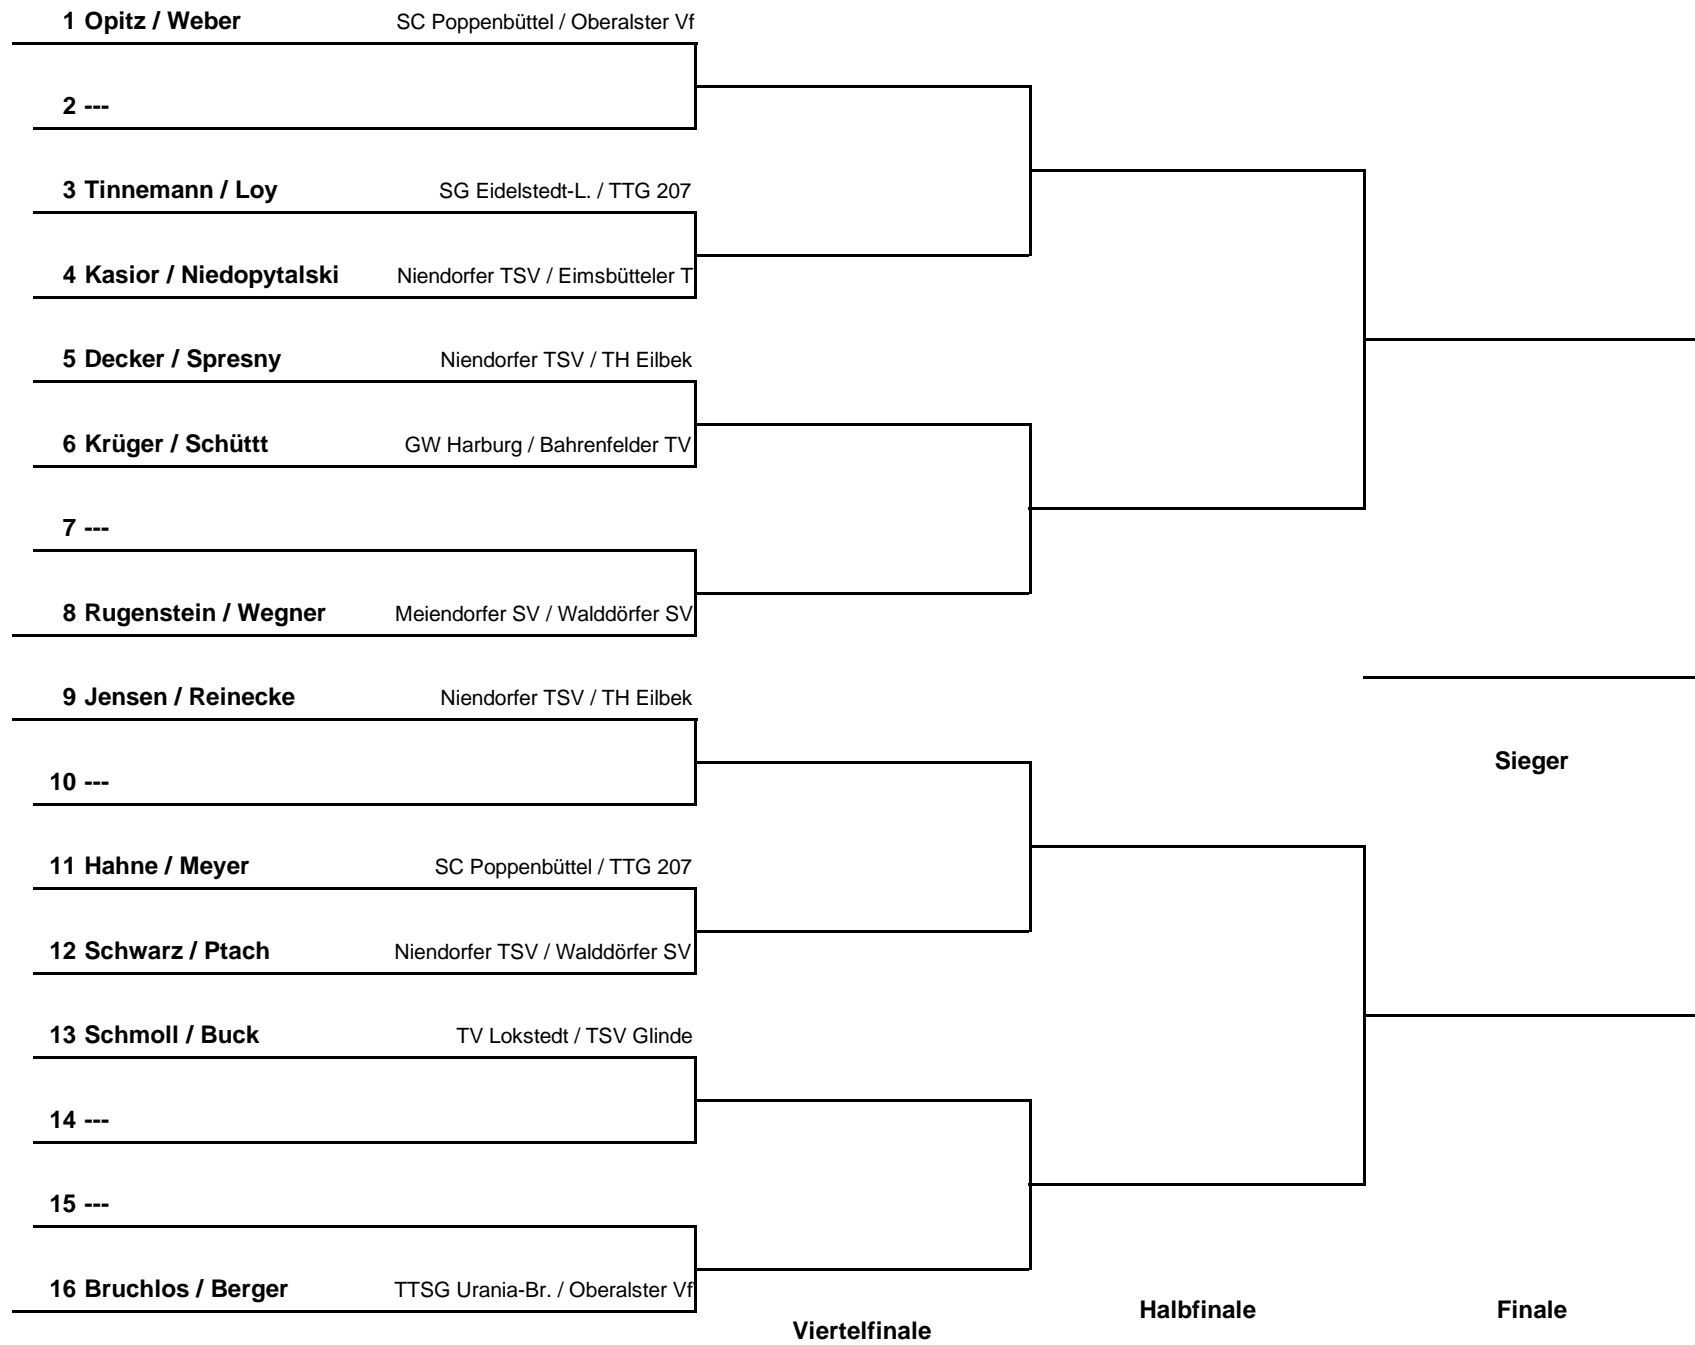 1 Opitz / Weber SC Poppenbüttel / Oberalster Vf
2 ---
3 Tinnemann / Loy SG Eidelstedt-L. / TTG 207
4 Kasior / Niedopytalski Niendorfer TSV / Eimsbütteler T
5 Decker / Spresny Niendorfer TSV / TH Eilbek
6 Krüger / Schüttt GW Harburg / Bahrenfelder TV
7 ---
8 Rugenstein / Wegner Meiendorfer SV / Walddörfer SV
9 Jensen / Reinecke Niendorfer TSV / TH Eilbek
Sieger
10 ---
11 Hahne / Meyer SC Poppenbüttel / TTG 207
12 Schwarz / Ptach Niendorfer TSV / Walddörfer SV
13 Schmoll / Buck TV Lokstedt / TSV Glinde
14 ---
15 ---
16 Bruchlos / Berger TTSG Urania-Br. / Oberalster Vf
Halbfinale Finale
Viertelfinale